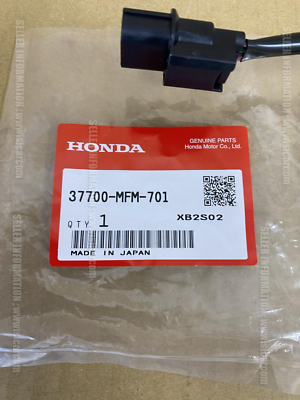 HONDA
GENUINE PARTS
Honda Motor Co., Ltd.
37700-MFM-701
QTY 1
XB2S02
MADE IN JAPAN